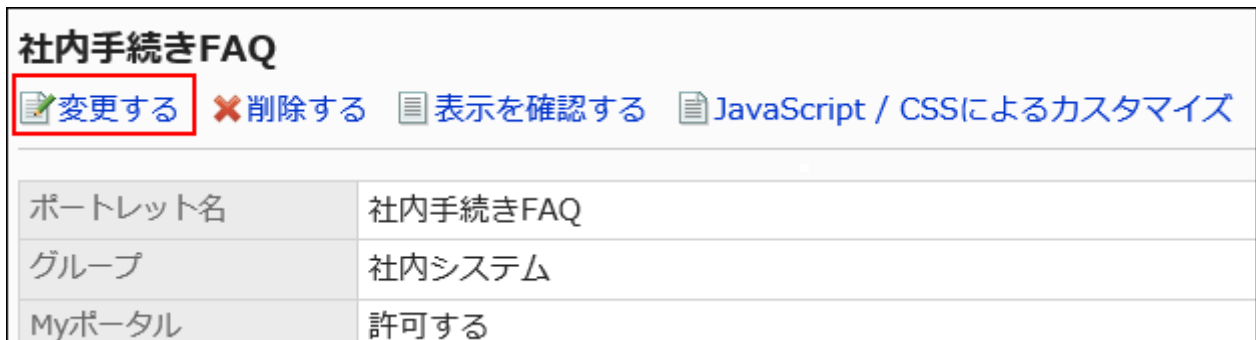 社内手続きFAQ
変更する 削除する 表示を確認する JavaScript / CSSによるカスタマイズ
ポートレット名 社内手続きFAQ
グループ 社内システム
Myポータル 許可する